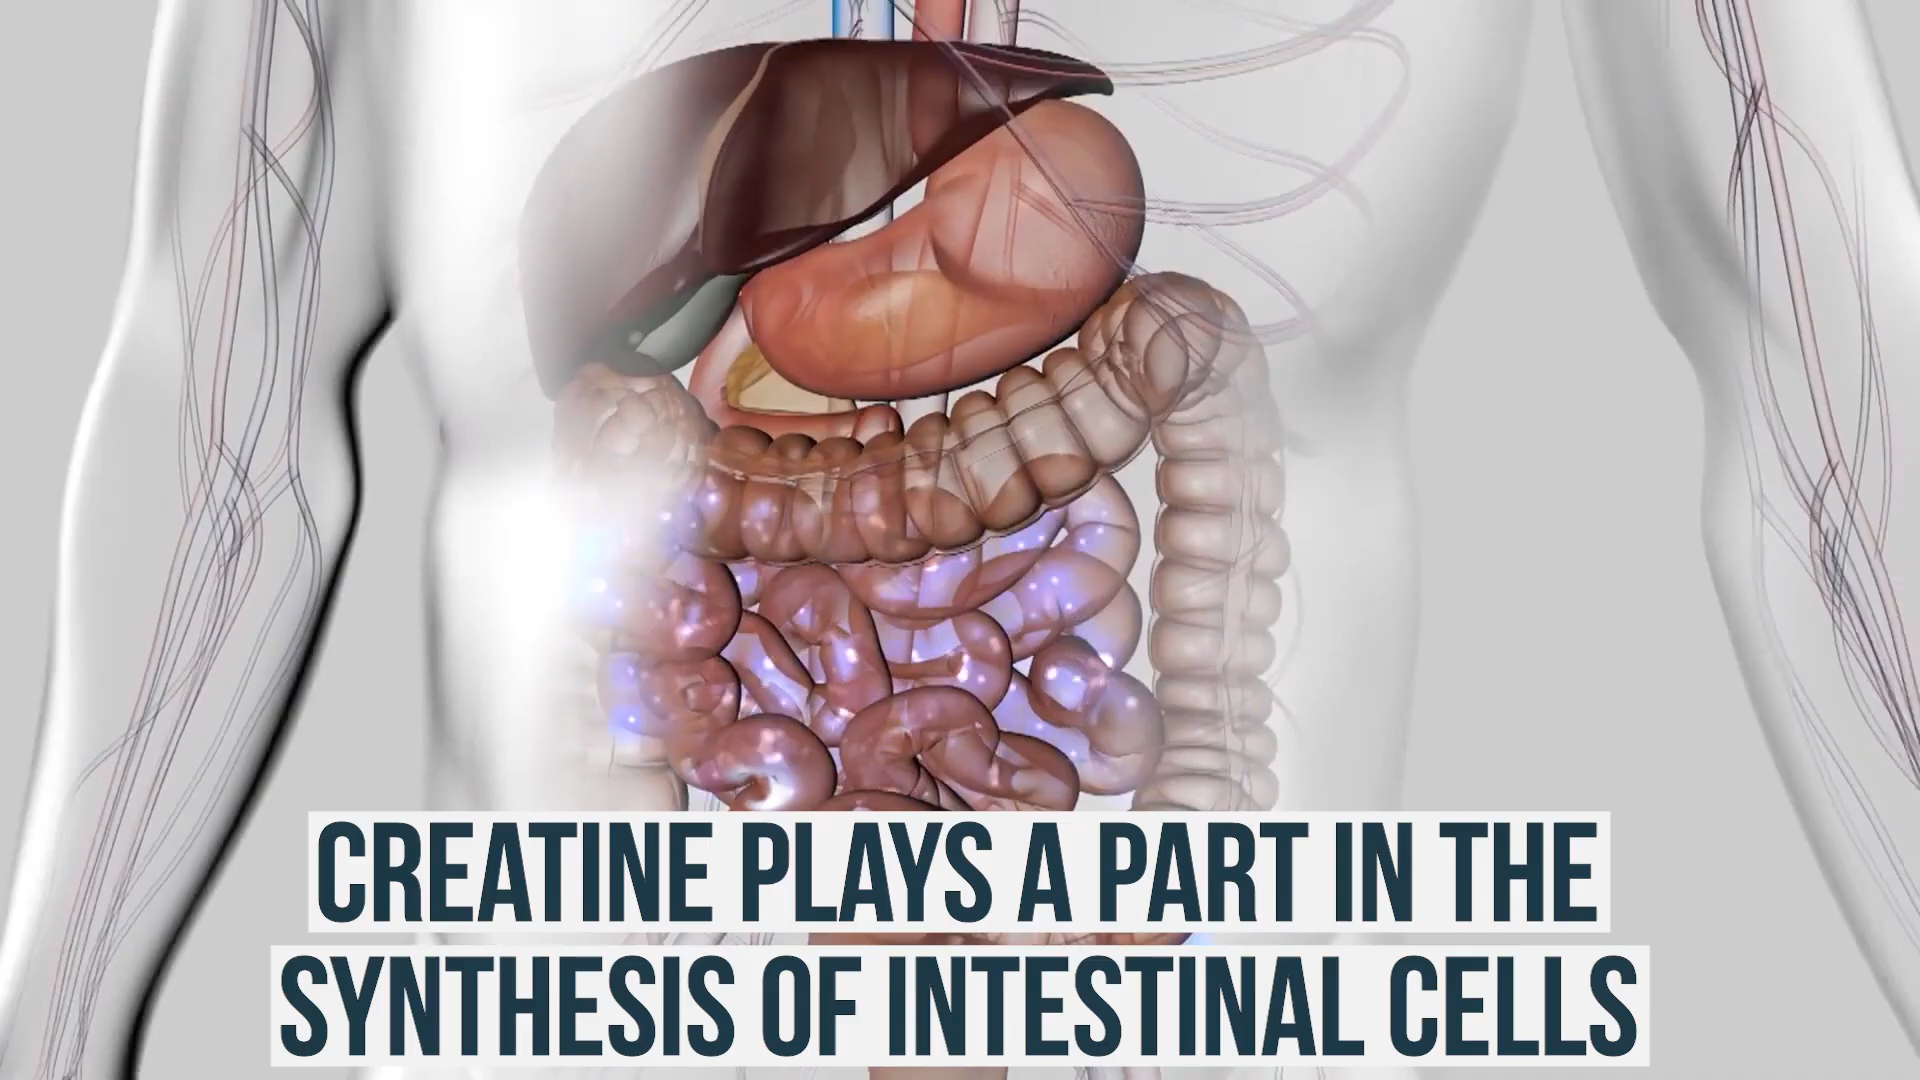 CREATINE PLAYS A PART IN THE
SYNTHESIS OF INTESTINAL CELLS